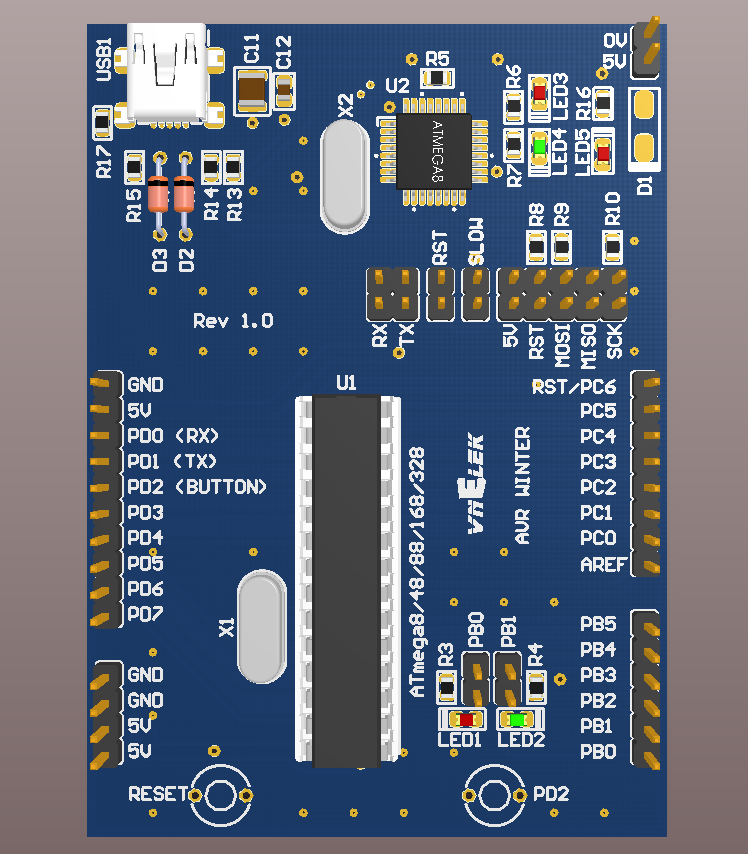 USB1
C11
C12
R5
U2
X2
ATMEGA8
R6
LED3
R16
0V
5V
R17
R15
R14
R13
R7
LED4
LED5
D1
D3
D2
RST
SLOW
R8
R9
R10
Rev 1.0
RX
TX
5V
RST
MOSI
MISO
SCK
U1
GND
5V
PD0 (RX)
PD1 (TX)
PD2 (BUTTON)
PD3
PD4
PD5
PD6
PD7
RST/PC6
PC5
PC4
PC3
PC2
PC1
PC0
AREF
ATmega8/48/88/168/328
VNELEK
AVR WINTER
X1
GND
GND
5V
5V
R3
PB0
PB1
R4
LED1
LED2
PB5
PB4
PB3
PB2
PB1
PB0
RESET
PD2